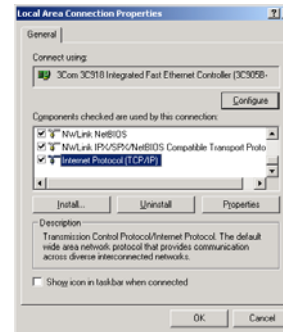 Local Area Connection Properties
General
Connect using:
3Com 3C918 Integrated Fast Ethernet Controller (3C905B-
Configure
Components checked are used by this connection:
NWLink NetBIOS
NWLink IPX/SPX/NetBIOS Compatible Transport Proto
Internet Protocol (TCP/IP)
Install...
Uninstall
Properties
Description
Transmission Control Protocol/Internet Protocol. The default
wide area network protocol that provides communication
across diverse interconnected networks.
Show icon in taskbar when connected
OK
Cancel